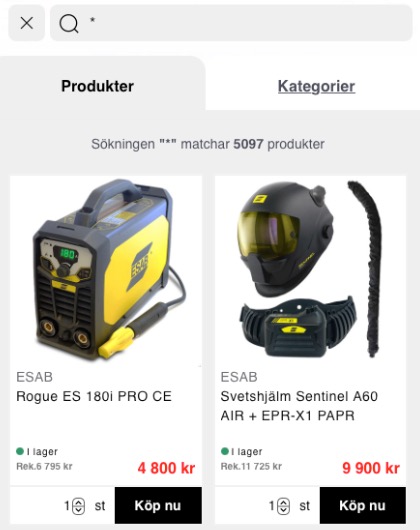 *
Produkter
Kategorier
Sökningen "*" matchar 5097 produkter
180
ESAB
ESAB
Rogue ES 180i PRO CE
I lager
Rek.6 795 kr
4 800 kr
1 st
Köp nu
ESAB
Svetshjälm Sentinel A60
AIR + EPR-X1 PAPR
I lager
Rek.11 725 kr
9 900 kr
1 st
Köp nu